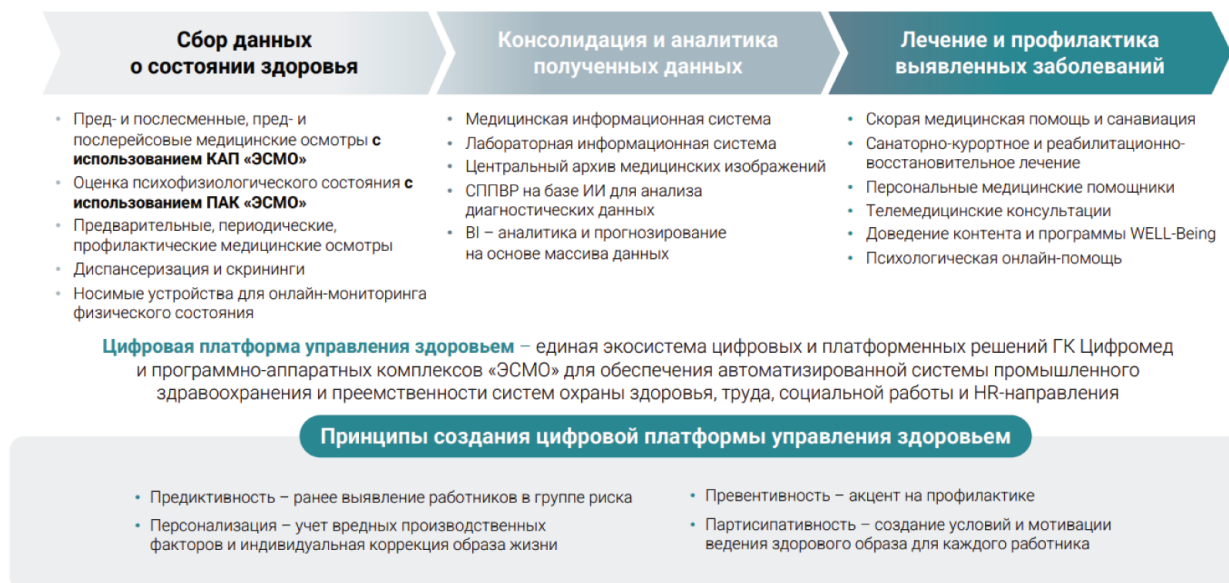 Сбор данных
о состоянии здоровья
Консолидация и аналитика
полученных данных
Лечение и профилактика
выявленных заболеваний
• Пред- и послесменные, пред- и
послерейсовые медицинские осмотры с
использованием КАП «ЭСМО»
• Оценка психофизиологического состояния с
использованием ПАК «ЭСМО»
• Предварительные, периодические,
профилактические медицинские осмотры
• Диспансеризация и скрининги
• Носимые устройства для онлайн-мониторинга
физического состояния
• Медицинская информационная система
• Лабораторная информационная система
• Центральный архив медицинских изображений
• СППВР на базе ИИ для анализа
диагностических данных
• BI – аналитика и прогнозирование
на основе массива данных
• Скорая медицинская помощь и санавиация
• Санаторно-курортное и реабилитационно-
восстановительное лечение
• Персональные медицинские помощники
• Телемедицинские консультации
• Доведение контента и программы WELL-Being
• Психологическая онлайн-помощь
Цифровая платформа управления здоровьем – единая экосистема цифровых и платформенных решений ГК Цифромед
и программно-аппаратных комплексов «ЭСМО» для обеспечения автоматизированной системы промышленного
здравоохранения и преемственности систем охраны здоровья, труда, социальной работы и HR-направления
Принципы создания цифровой платформы управления здоровьем
• Предиктивность – ранее выявление работников в группе риска
• Персонализация – учет вредных производственных
факторов и индивидуальная коррекция образа жизни
• Превентивность – акцент на профилактике
• Партисипативность – создание условий и мотивации
ведения здорового образа для каждого работника